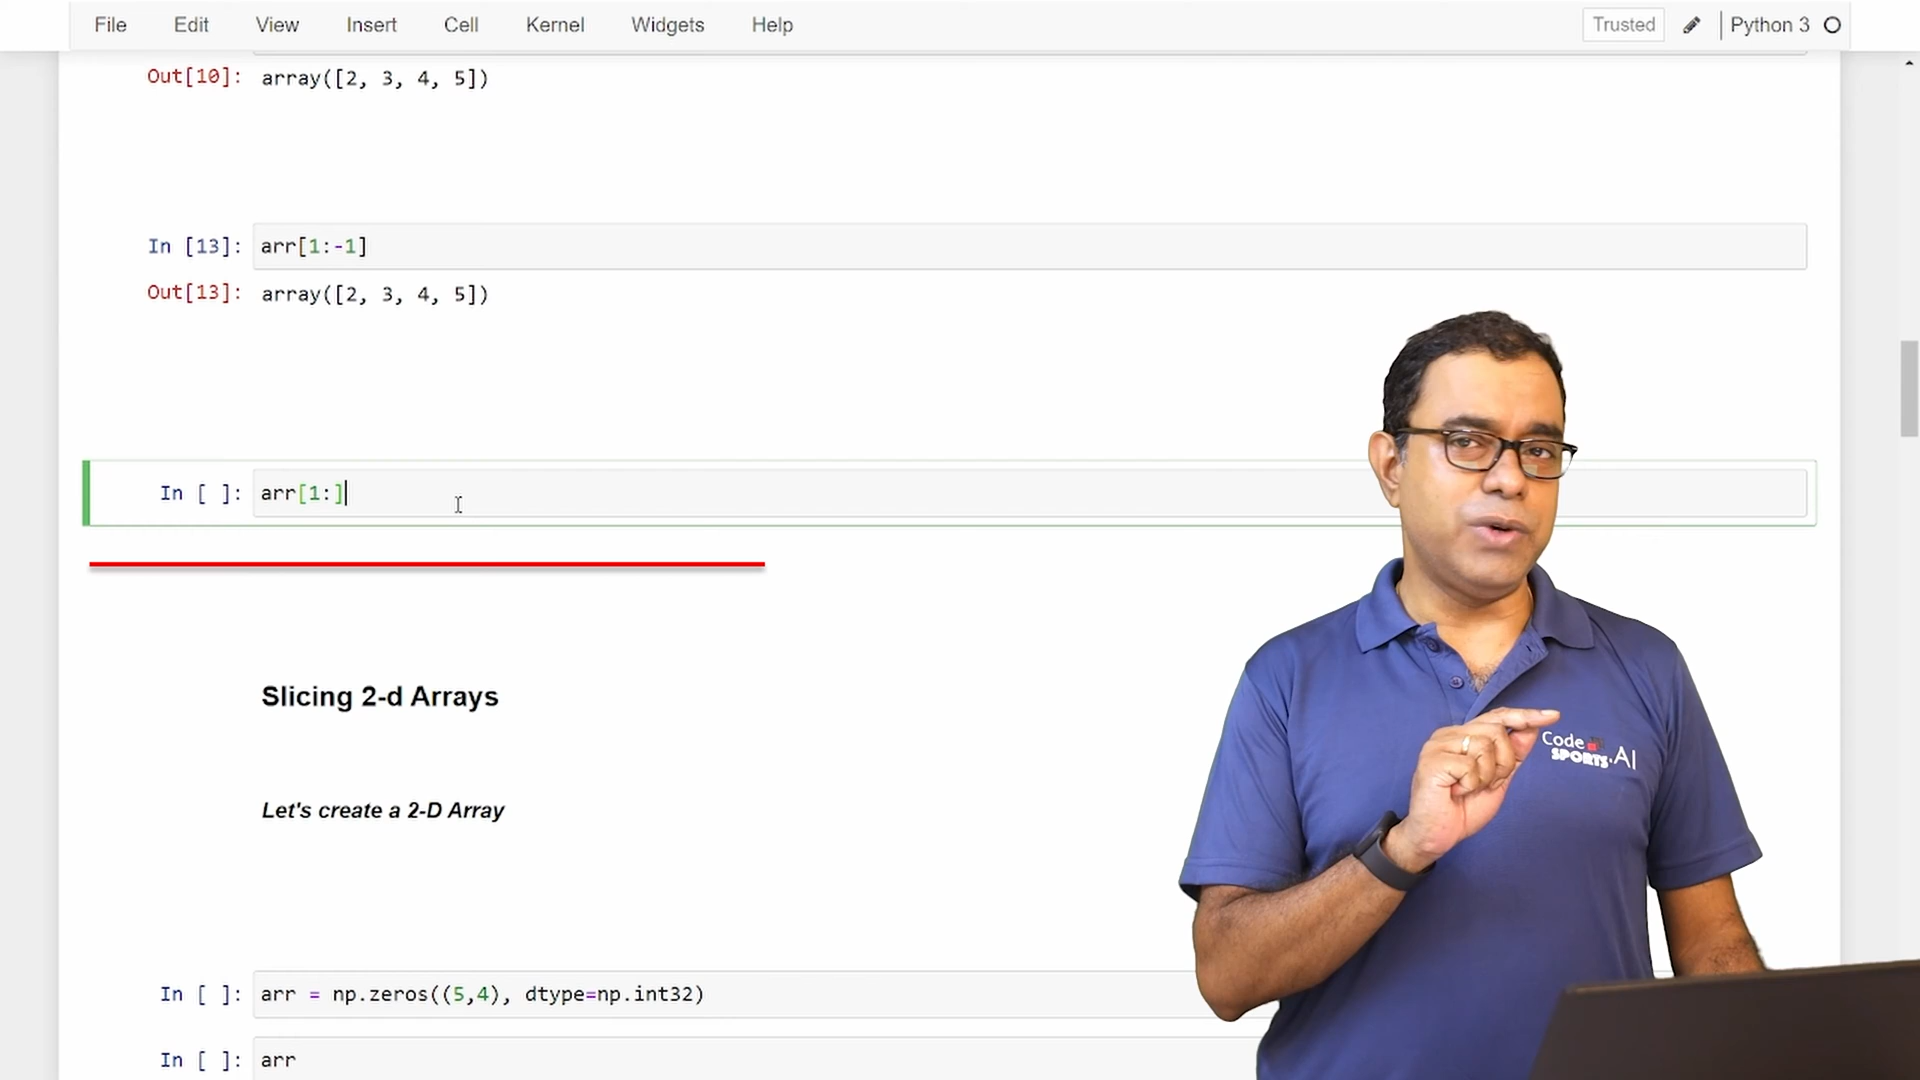 File Edit View Insert Cell Kernel Widgets Help Trusted Python 3
Out[10]: array([2, 3, 4, 5])
In [13]: arr[1:-1]
Out[13]: array([2, 3, 4, 5])
In [ ]: arr[1:]
Slicing 2-d Arrays
Code
SPORTS.AI
Let's create a 2-D Array
In [ ]: arr = np.zeros((5,4), dtype=np.int32)
In [ ]: arr